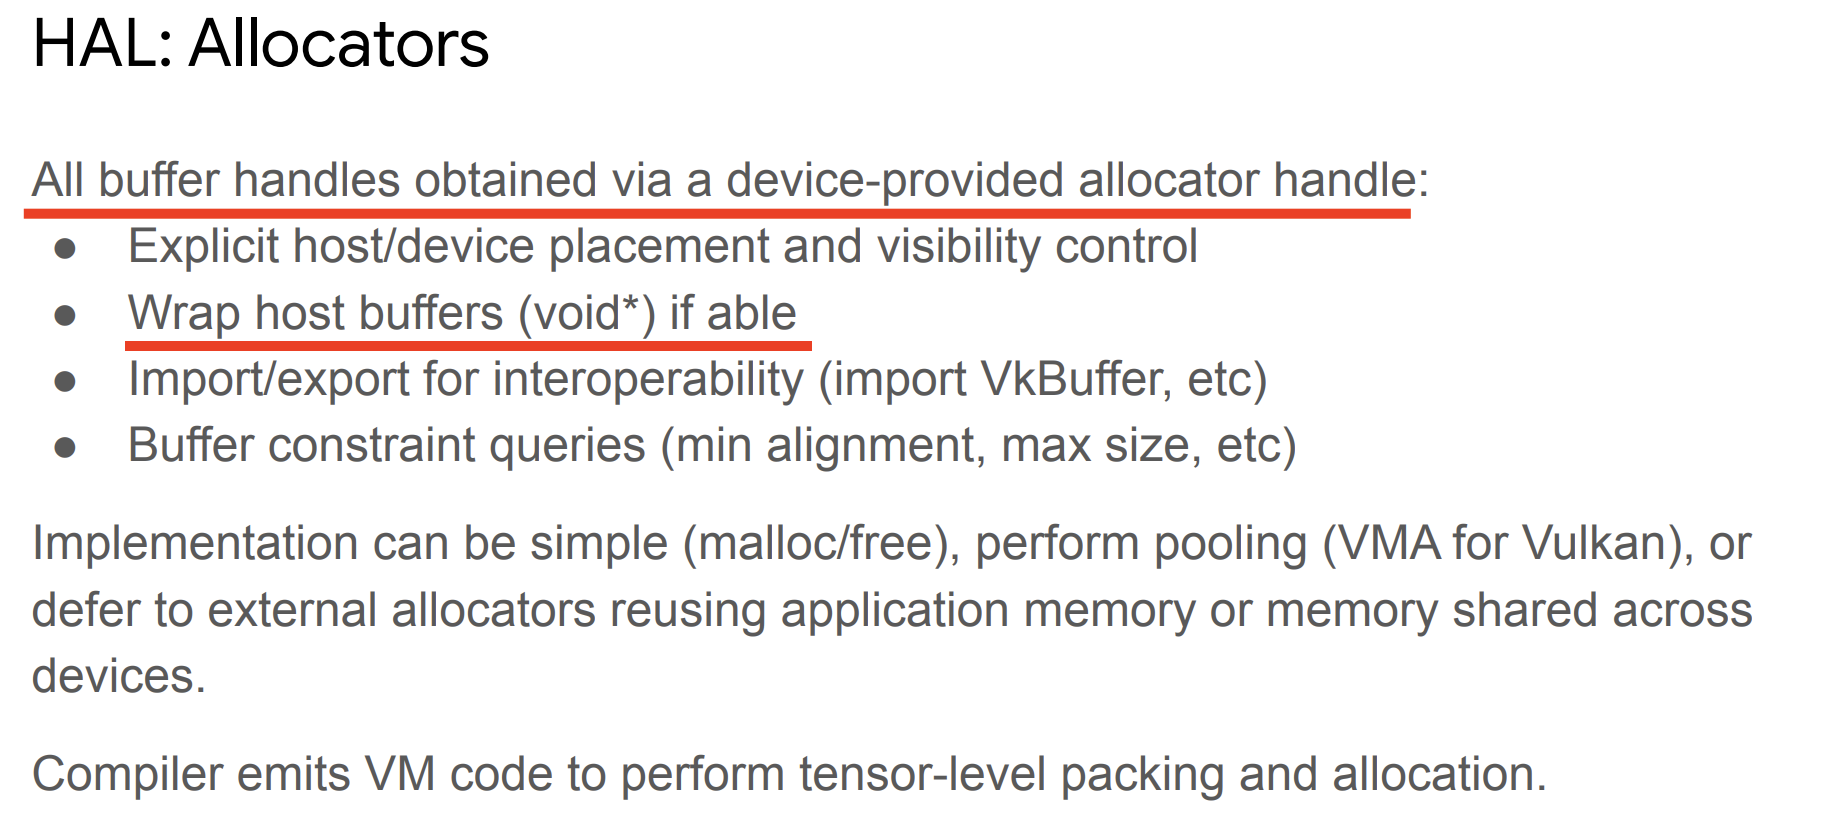 HAL: Allocators
All buffer handles obtained via a device-provided allocator handle:
● Explicit host/device placement and visibility control
● Wrap host buffers (void*) if able
● Import/export for interoperability (import VkBuffer, etc)
● Buffer constraint queries (min alignment, max size, etc)
Implementation can be simple (malloc/free), perform pooling (VMA for Vulkan), or
defer to external allocators reusing application memory or memory shared across
devices.
Compiler emits VM code to perform tensor-level packing and allocation.